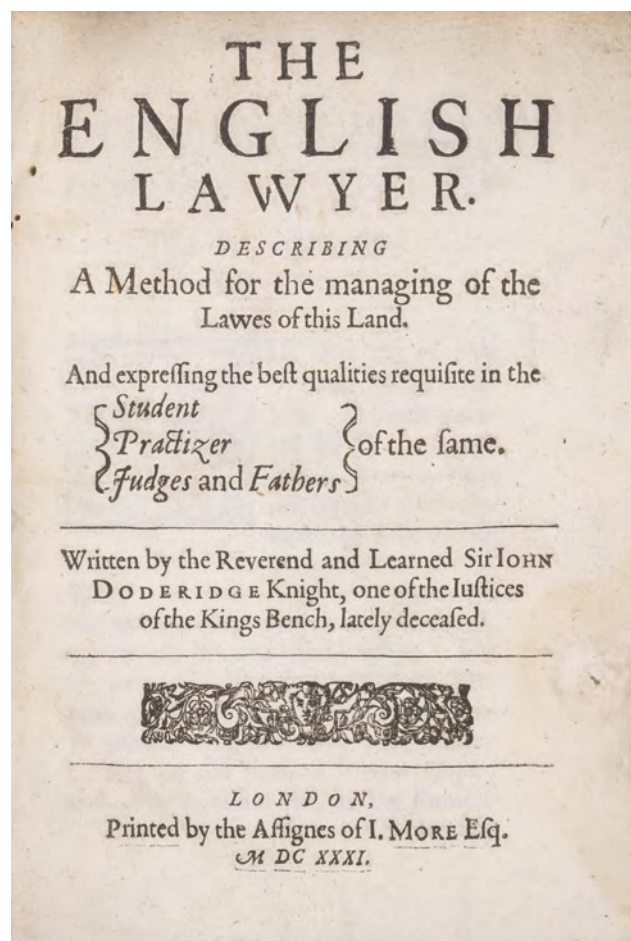 THE
ENGLISH
LAWYER.
DESCRIBING
A Method for the managing of the
Lawes of this Land.
And expreſſing the beſt qualities requiſite in the
Student
Practizer
Judges and Fathers
of the ſame.
Written by the Reverend and Learned Sir IOHN
DODERIDGE Knight, one of the Iuſtices
of the Kings Bench, lately deceaſed.
LONDON,
Printed by the Aſſignes of I. MORE Eſq.
M DC XXXI.